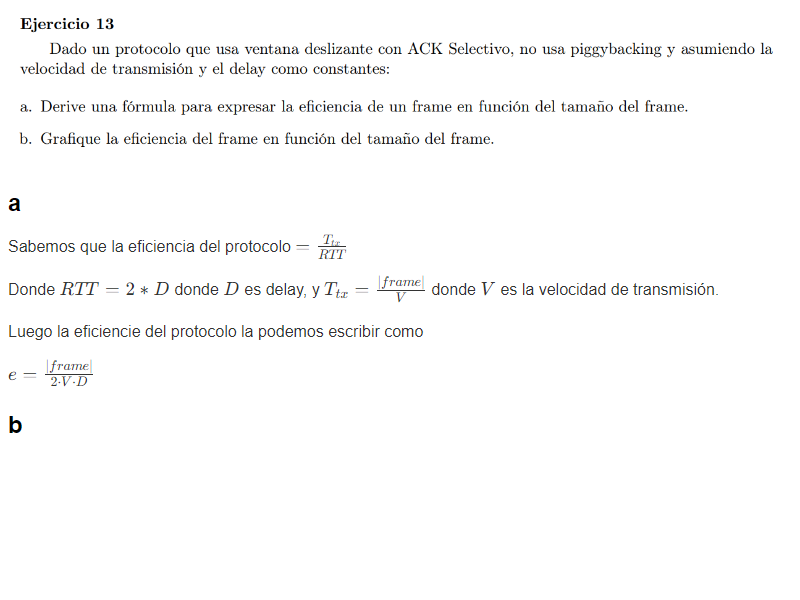 Ejercicio 13
Dado un protocolo que usa ventana deslizante con ACK Selectivo, no usa piggybacking y asumiendo la
velocidad de transmisión y el delay como constantes:
a. Derive una fórmula para expresar la eficiencia de un frame en función del tamaño del frame.
b. Grafique la eficiencia del frame en función del tamaño del frame.
a
Sabemos que la eficiencia del protocolo = \frac{T_{tx}}{RTT}
Donde RTT = 2 * D donde D es delay, y T_{tx} = \frac{|frame|}{V} donde V es la velocidad de transmisión.
Luego la eficiencie del protocolo la podemos escribir como
e = \frac{|frame|}{2·V·D}
b